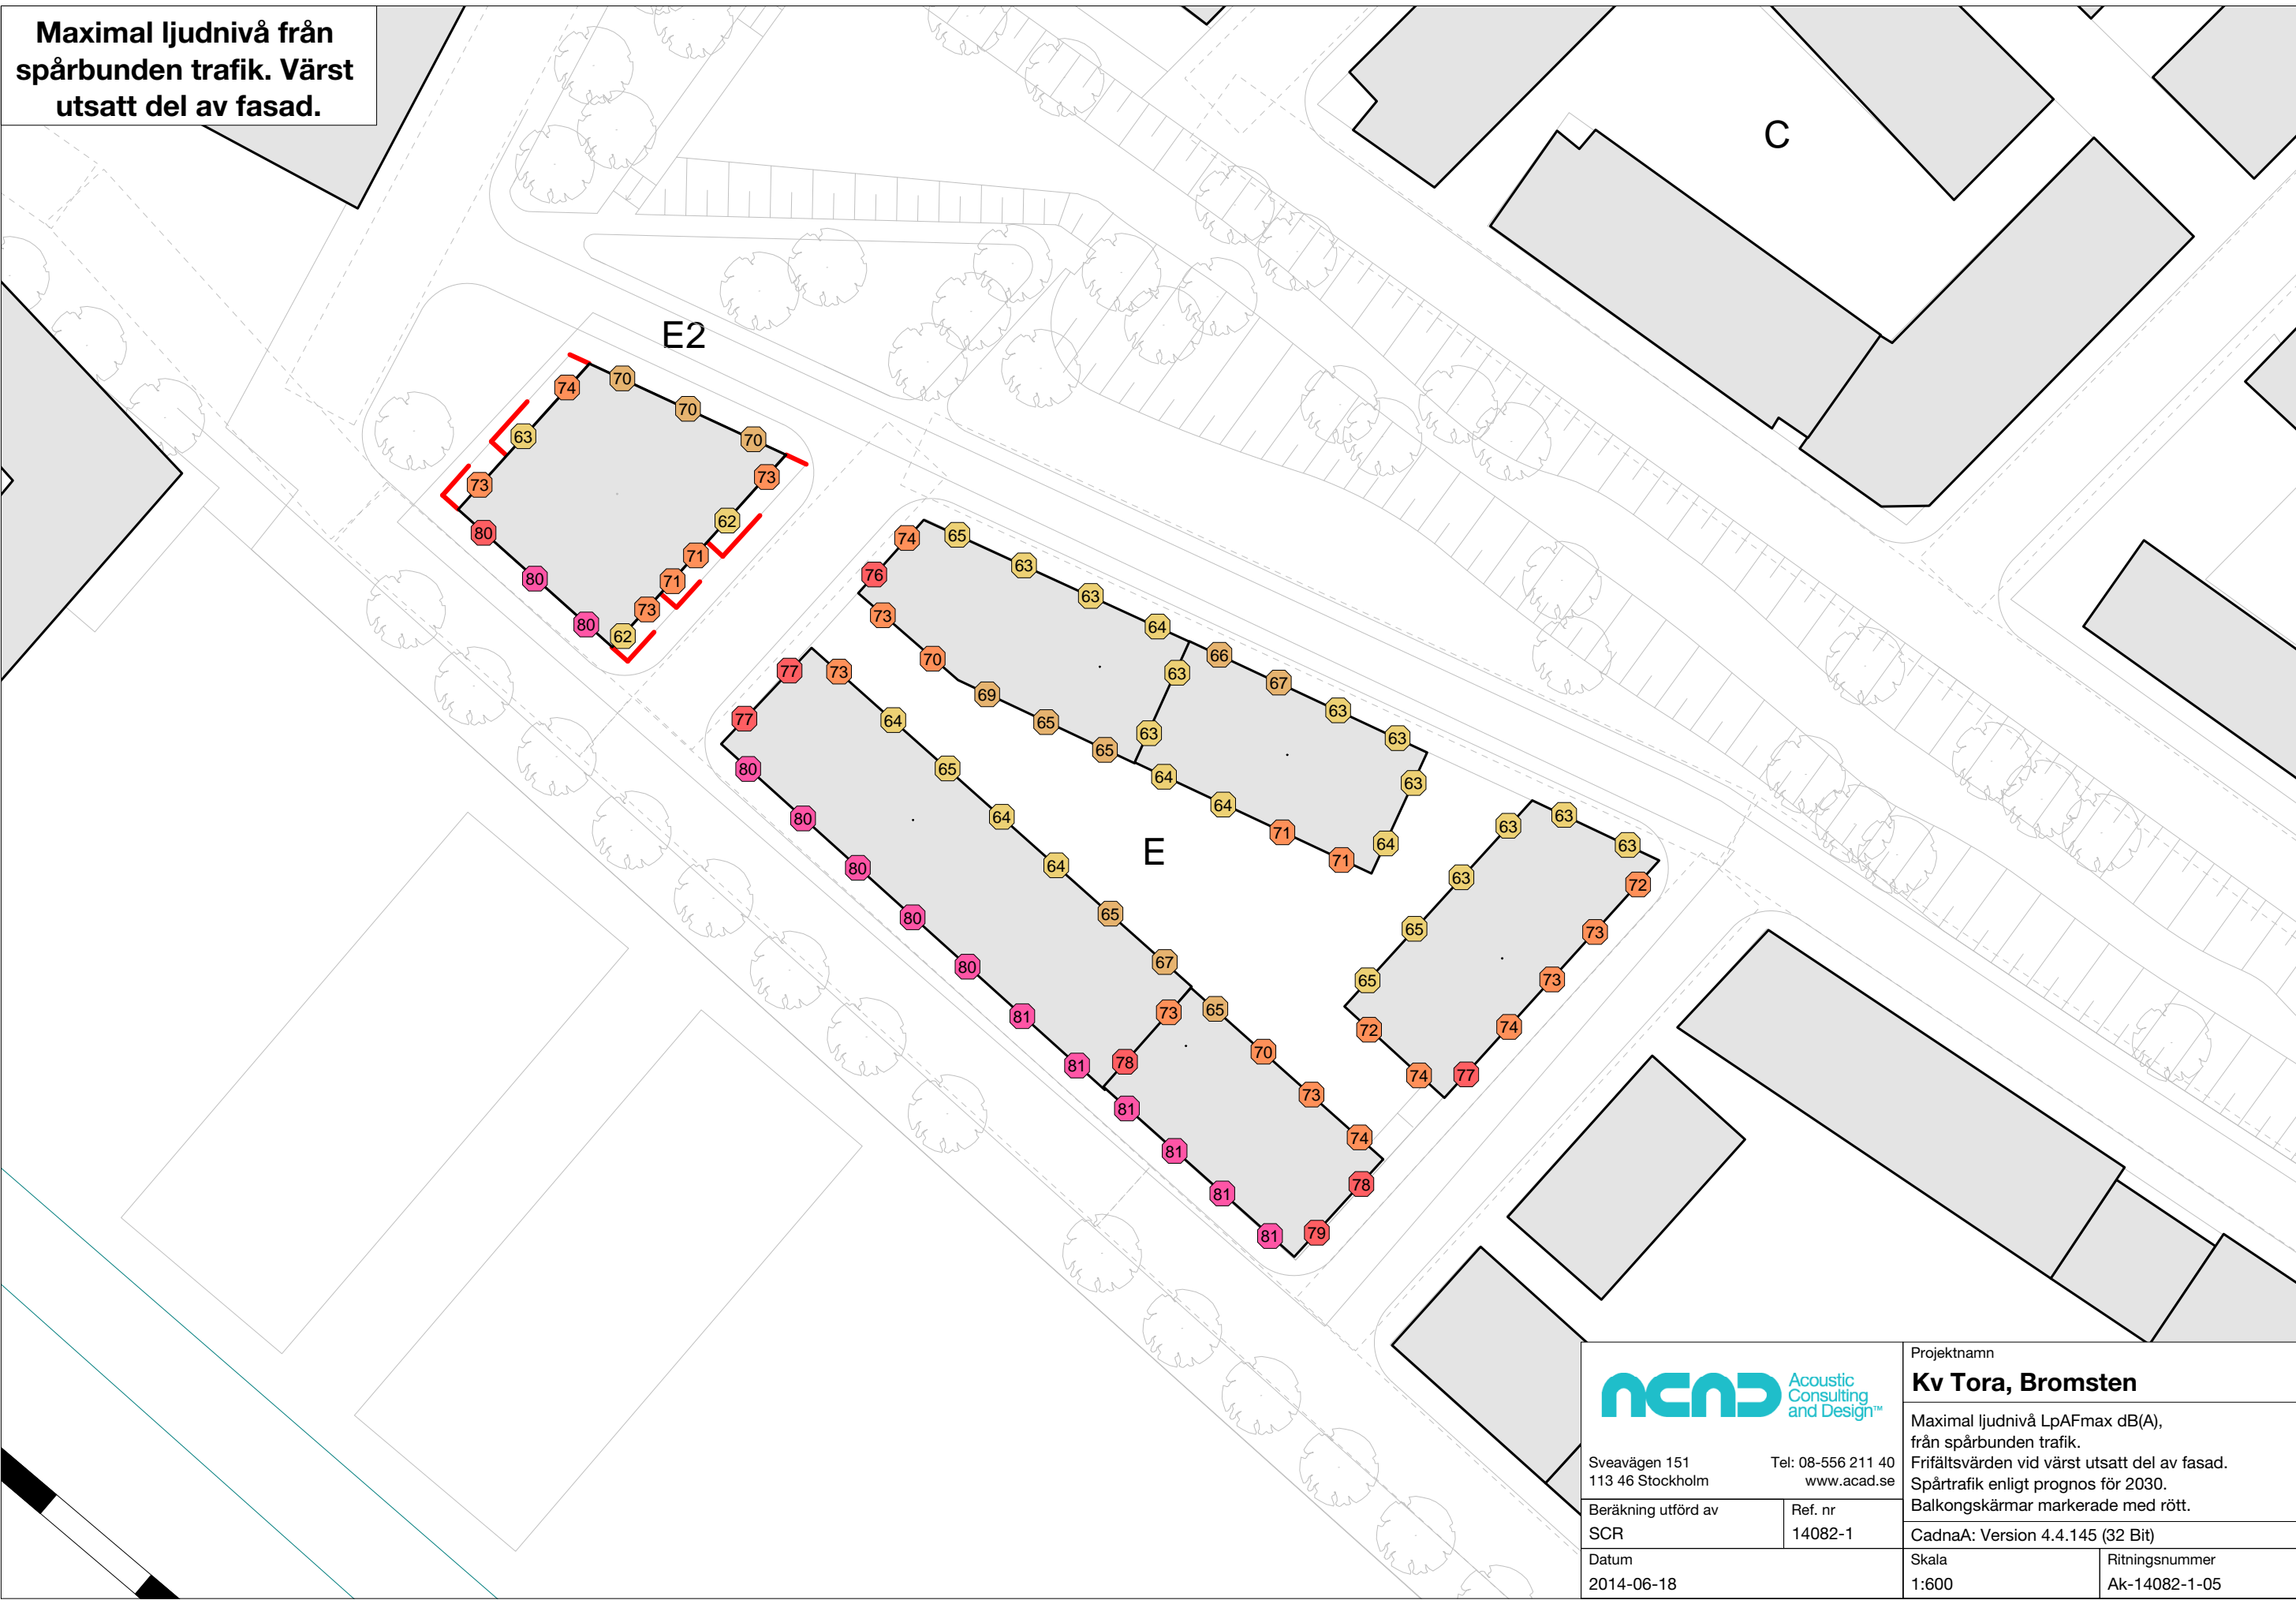 Maximal ljudnivå från
spårbunden trafik. Värst
utsatt del av fasad.
C
E2
74
70
70
70
63
73
73
80
62
80
71
71
73
80
62
74
65
76
63
63
73
64
70
66
63
67
69
63
65
63
65
63
64
63
64
71
64
71
77
73
77
64
80
65
80
64
80
64
80
65
80
67
81
73
65
81
78
70
81
73
81
74
81
78
81
79
E
63
63
63
63
72
65
73
65
73
72
74
74
77
ACAD
Acoustic
Consulting
and Design™
Sveavägen 151
113 46 Stockholm
Tel: 08-556 211 40
www.acad.se
Beräkning utförd av
SCR
Ref. nr
14082-1
Datum
2014-06-18
Projektnamn
Kv Tora, Bromsten
Maximal ljudnivå LpAFmax dB(A),
från spårbunden trafik.
Frifältsvärden vid värst utsatt del av fasad.
Spårtrafik enligt prognos för 2030.
Balkongskärmar markerade med rött.
CadnaA: Version 4.4.145 (32 Bit)
Skala
1:600
Ritningsnummer
Ak-14082-1-05